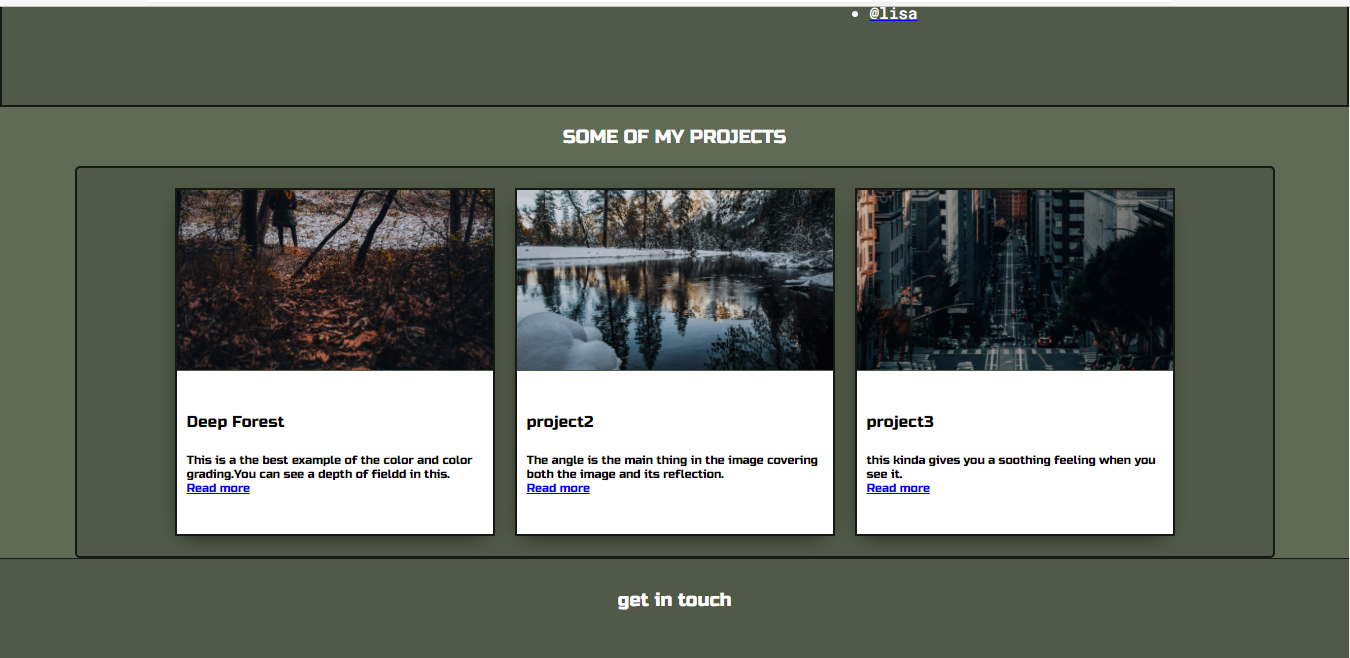 @lisa
SOME OF MY PROJECTS
Deep Forest
This is a the best example of the color and color
grading.You can see a depth of fieldd in this.
Read more
project2
The angle is the main thing in the image covering
both the image and its reflection.
Read more
project3
this kinda gives you a soothing feeling when you
see it.
Read more
get in touch